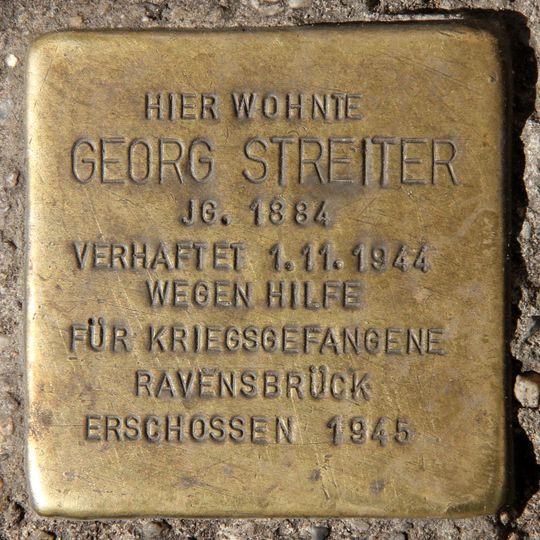 HIER WOHNTE
GEORG STREITER
JG. 1884
VERHAFTET 1.11.1944
WEGEN HILFE
FÜR KRIEGSGEFANGENE
RAVENSBRÜCK
ERSCHOSSEN 1945